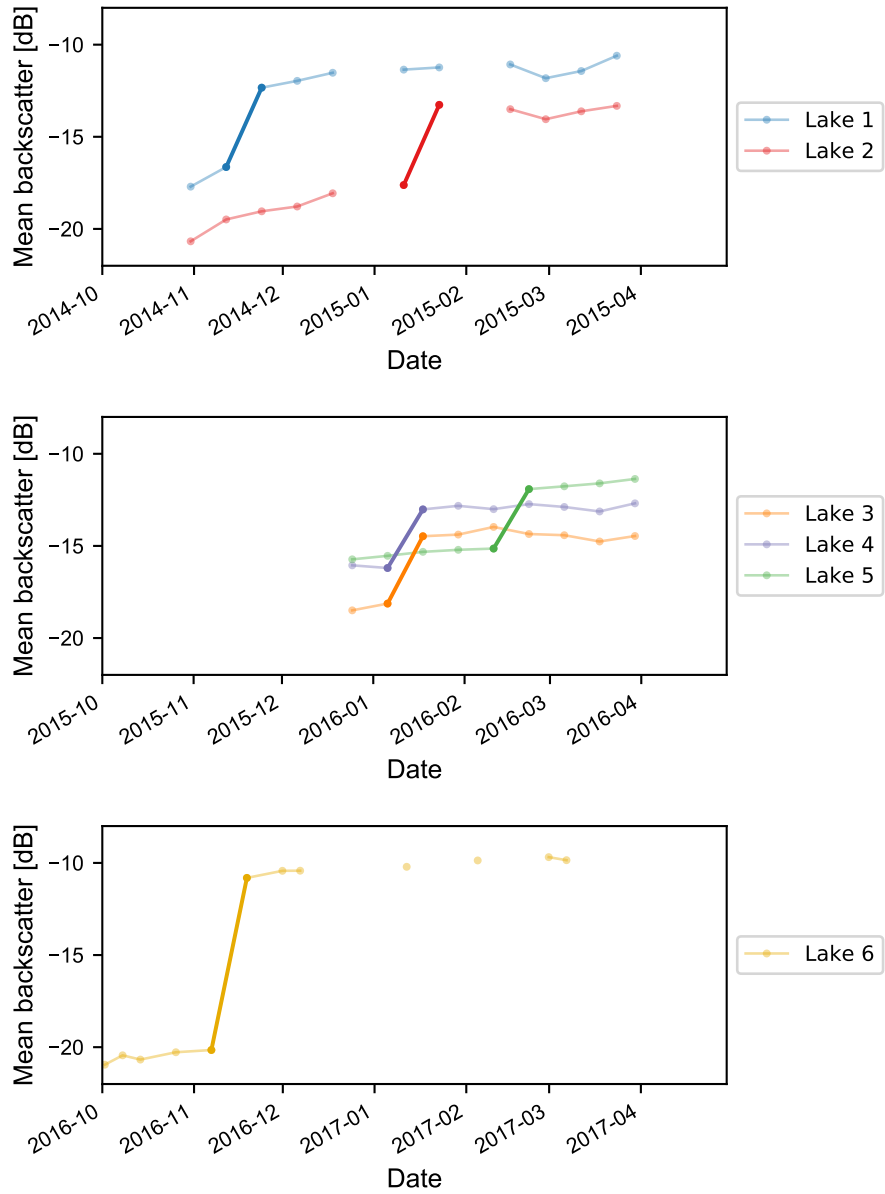 Mean backscatter [dB]
−10
−15
−20
2014-10
2014-11
2014-12
2015-01
2015-02
2015-03
2015-04
Date
Lake 1
Lake 2
Mean backscatter [dB]
−10
−15
−20
2015-10
2015-11
2015-12
2016-01
2016-02
2016-03
2016-04
Date
Lake 3
Lake 4
Lake 5
Mean backscatter [dB]
−10
−15
−20
2016-10
2016-11
2016-12
2017-01
2017-02
2017-03
2017-04
Date
Lake 6